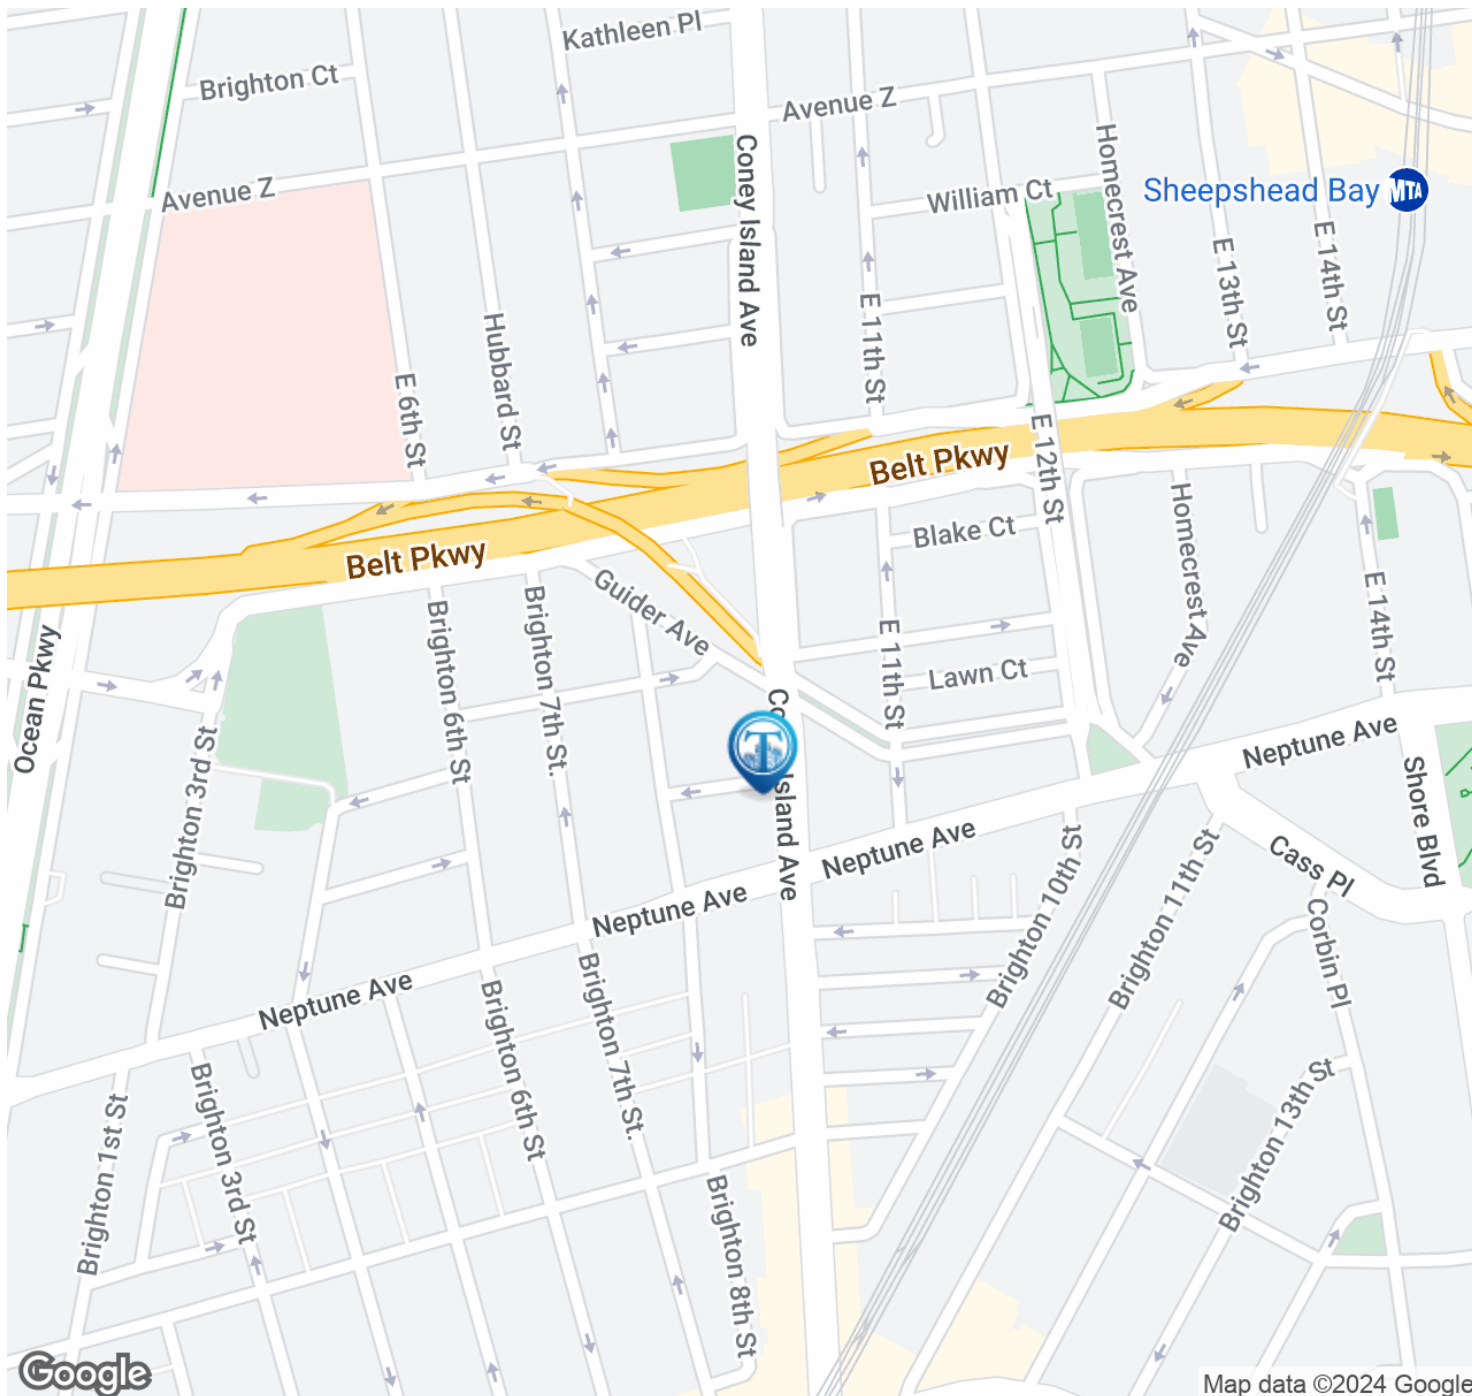 Kathleen Pl
Brighton Ct
Avenue Z
Avenue Z
Coney Island Ave
Homecrest Ave
William Ct
Sheepshead Bay
MTA
E 13th St
E 14th St
E 11th St
Hubbard St
E 6th St
E 12th St
Belt Pkwy
Belt Pkwy
Blake Ct
Homecrest Ave
E 14th St
Guider Ave
Brighton 6th St
Brighton 7th St.
E 11th St
Lawn Ct
Ocean Pkwy
T
Co
Island Ave
Brighton 3rd St
Neptune Ave
Shore Blvd
Neptune Ave
Cass Pl
Neptune Ave
Brighton 10th St
Brighton 11th St
Corbin Pl
Neptune Ave
Brighton 6th St
Brighton 7th St.
Brighton 1st St
Brighton 3rd St
Brighton 13th St
Brighton 8th St
Google
Map data ©2024 Google